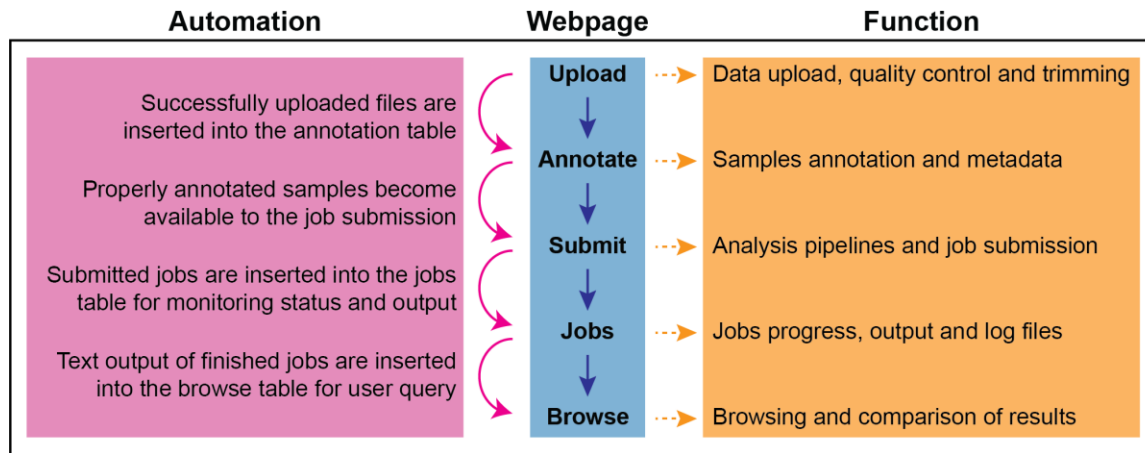 Automation
Webpage
Function
Successfully uploaded files are
inserted into the annotation table
Properly annotated samples become
available to the job submission
Submitted jobs are inserted into the jobs
table for monitoring status and output
Text output of finished jobs are inserted
into the browse table for user query
Upload
Annotate
Submit
Jobs
Browse
Data upload, quality control and trimming
Samples annotation and metadata
Analysis pipelines and job submission
Jobs progress, output and log files
Browsing and comparison of results